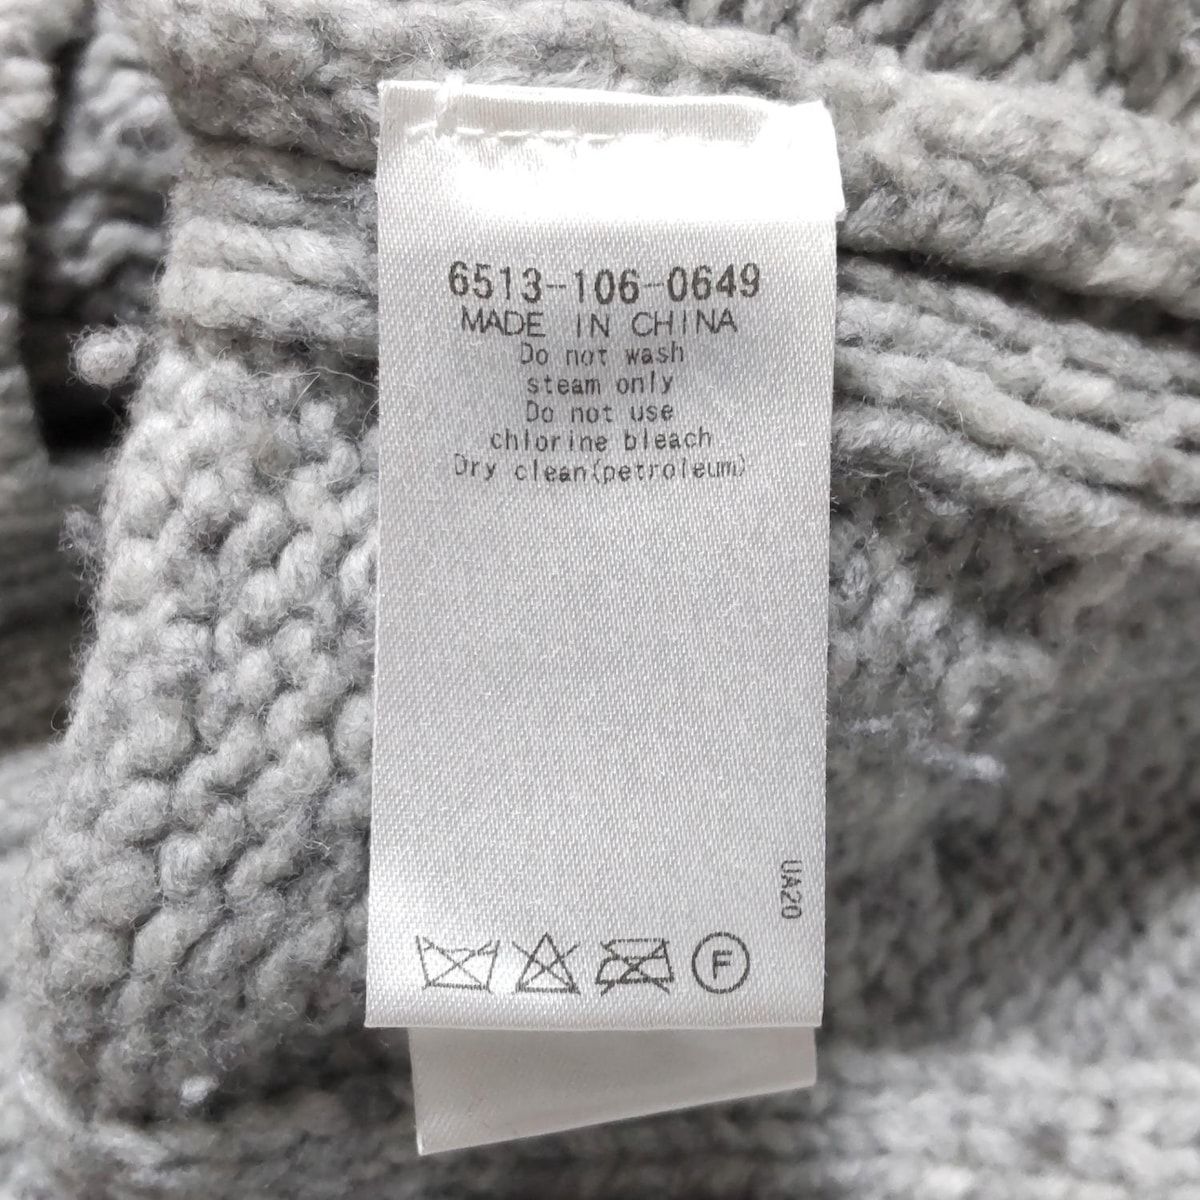 6513-106-0649
MADE IN CHINA
Do not wash
steam only
Do not use
chlorine bleach
Dry clean(petroleum)
UA20
F